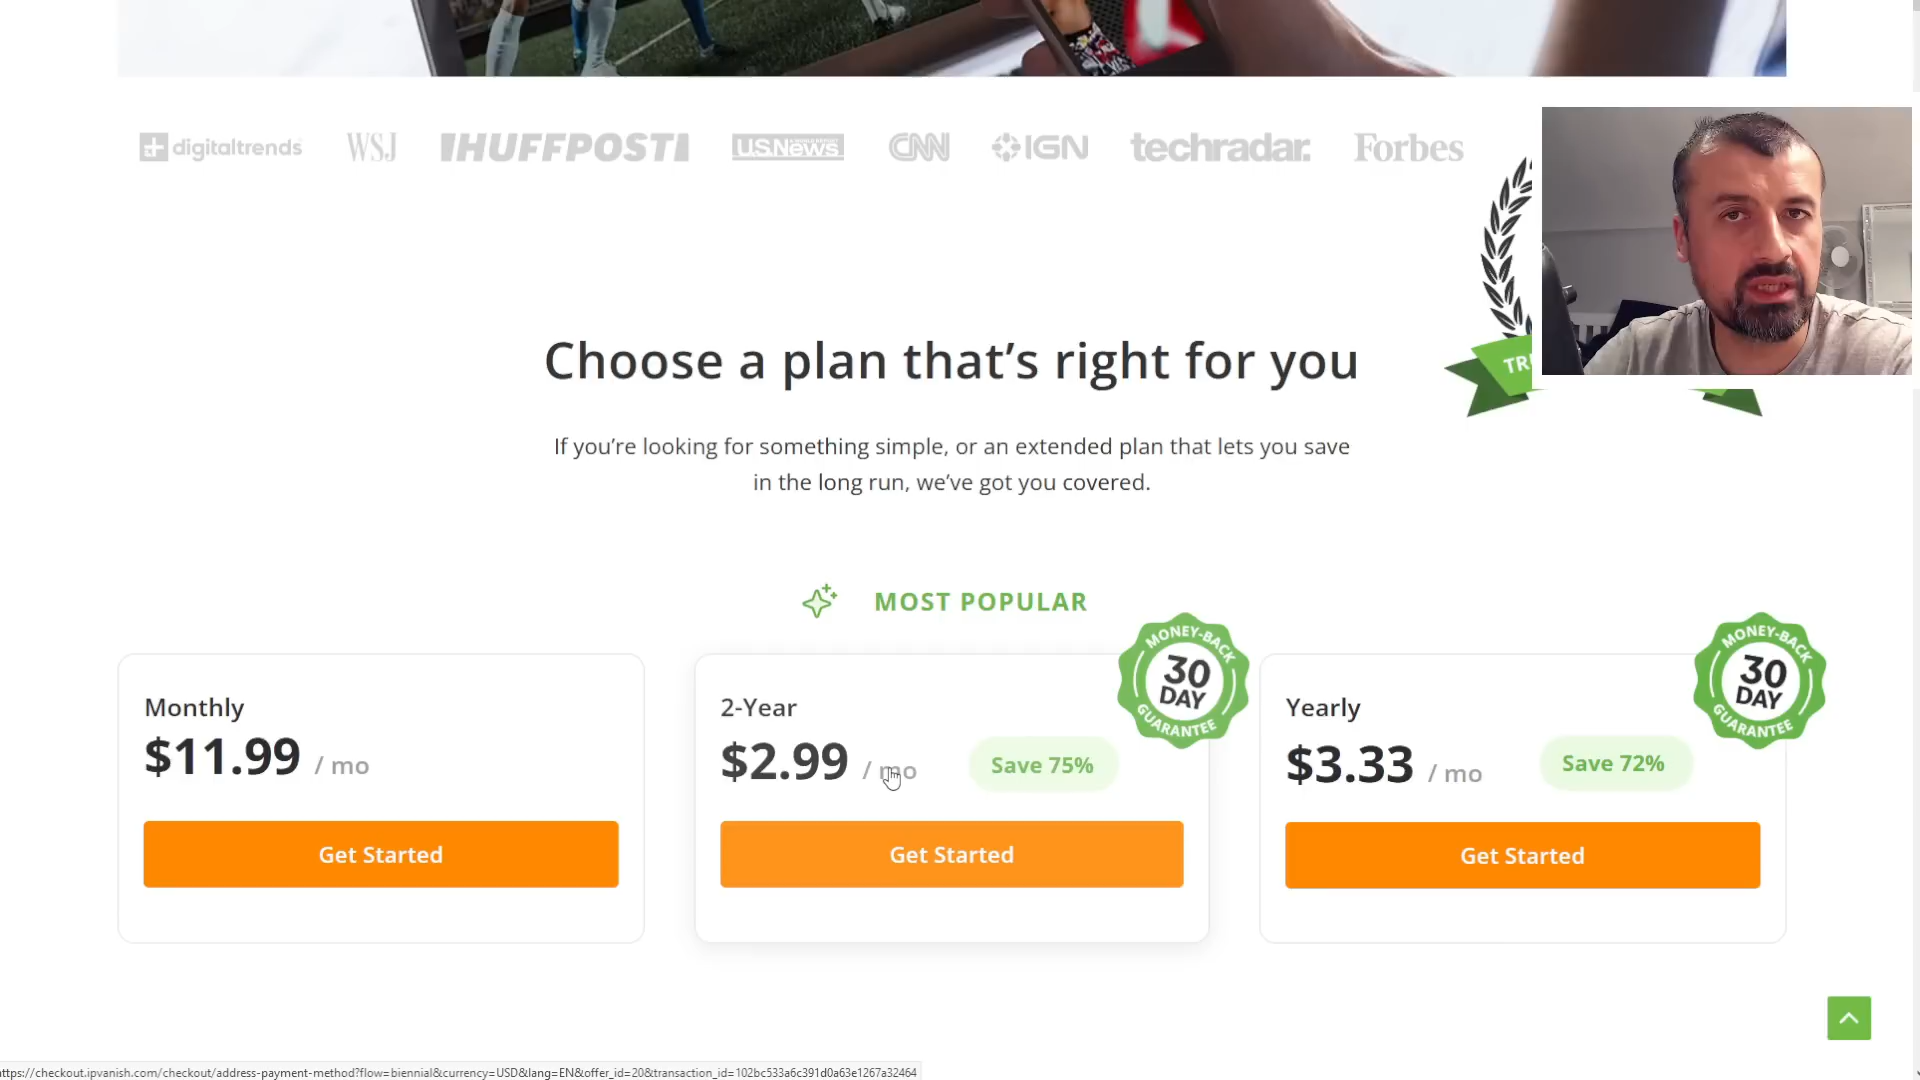 digitaltrends WSJ HUFFPOST U.S.News CNN IGN techradar. Forbes
Choose a plan that's right for you
If you're looking for something simple, or an extended plan that lets you save
in the long run, we've got you covered.
MOST POPULAR
Monthly
$11.99 / mo
Get Started
MONEY-BACK
30
DAY
GUARANTEE
2-Year
$2.99 / mo
Save 75%
Get Started
MONEY-BACK
30
DAY
GUARANTEE
Yearly
$3.33 / mo
Save 72%
Get Started
ttps://checkout.ipvanish.com/checkout/address-payment-method?flow=biennial&currency=USD&lang=EN&offer_id=20&transaction_id=102bc533a6c391d0a63e1267a32464